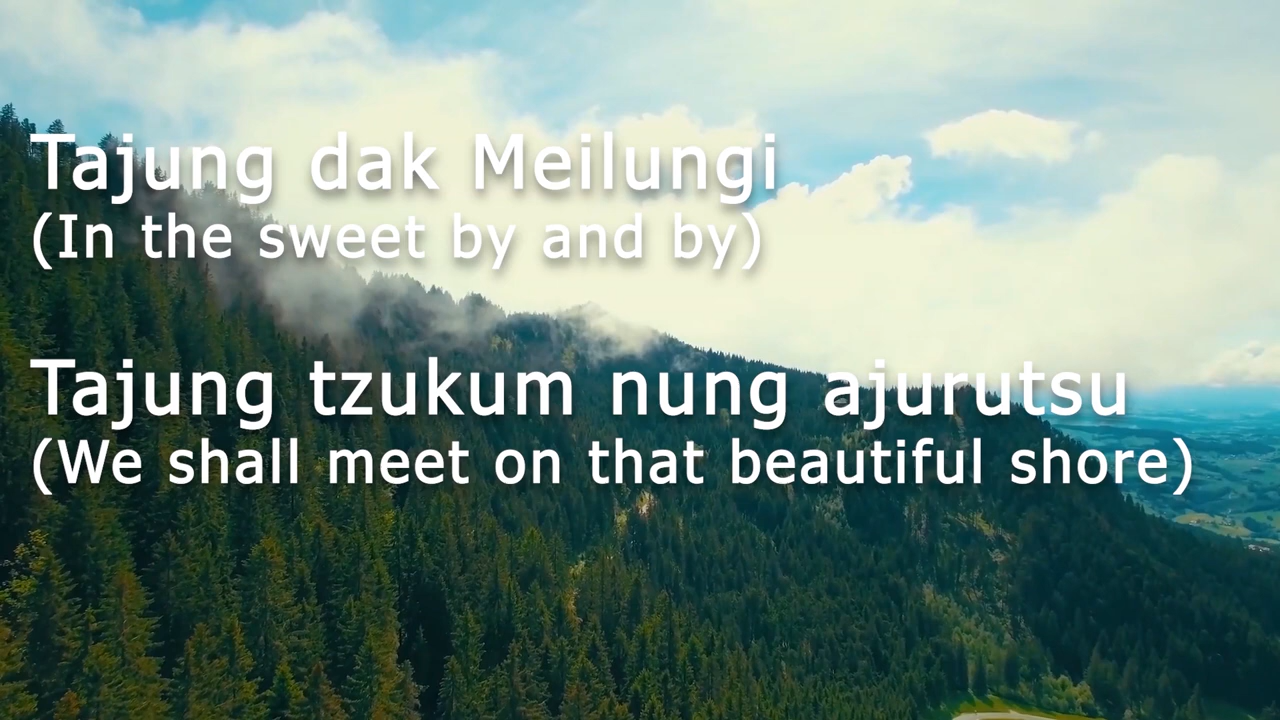 Tajung dak Meilungi
(In the sweet by and by)
Tajung tzukum nung ajurutsu
(We shall meet on that beautiful shore)